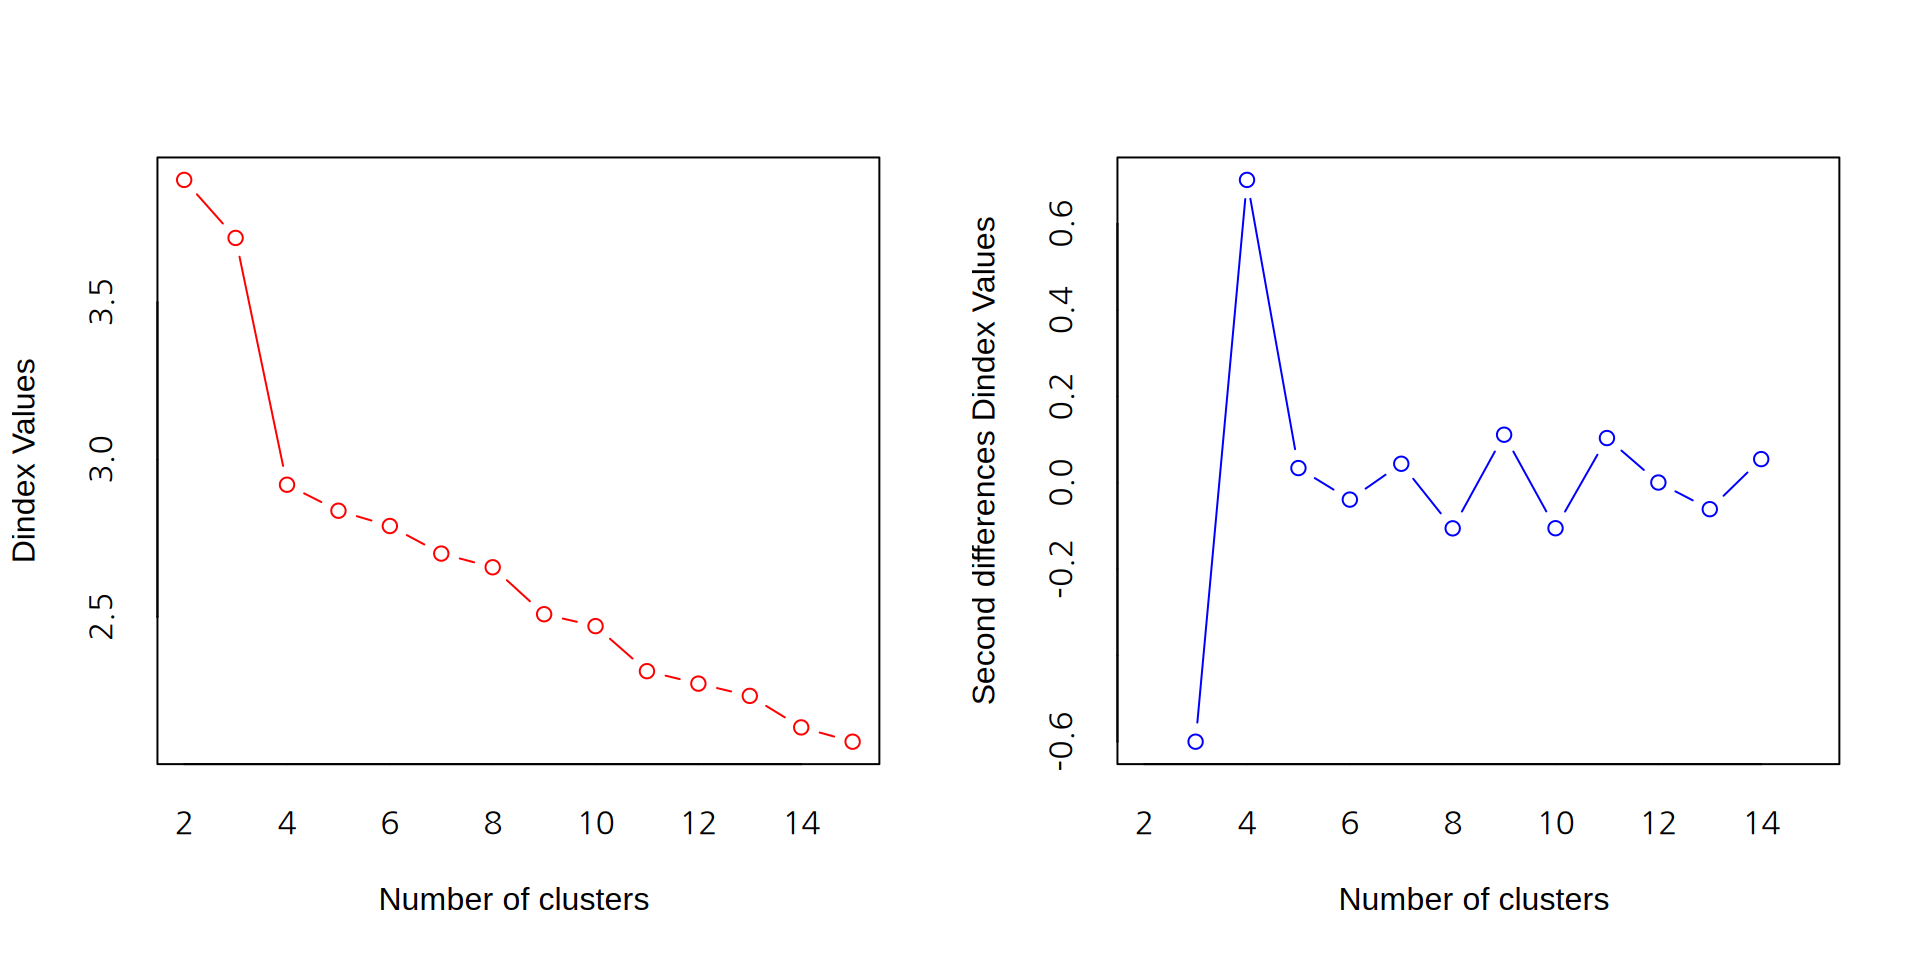 Dindex Values
3.5
3.0
2.5
2 4 6 8 10 12 14
Number of clusters
Second differences Dindex Values
0.6
0.4
0.2
0.0
-0.2
-0.6
2 4 6 8 10 12 14
Number of clusters